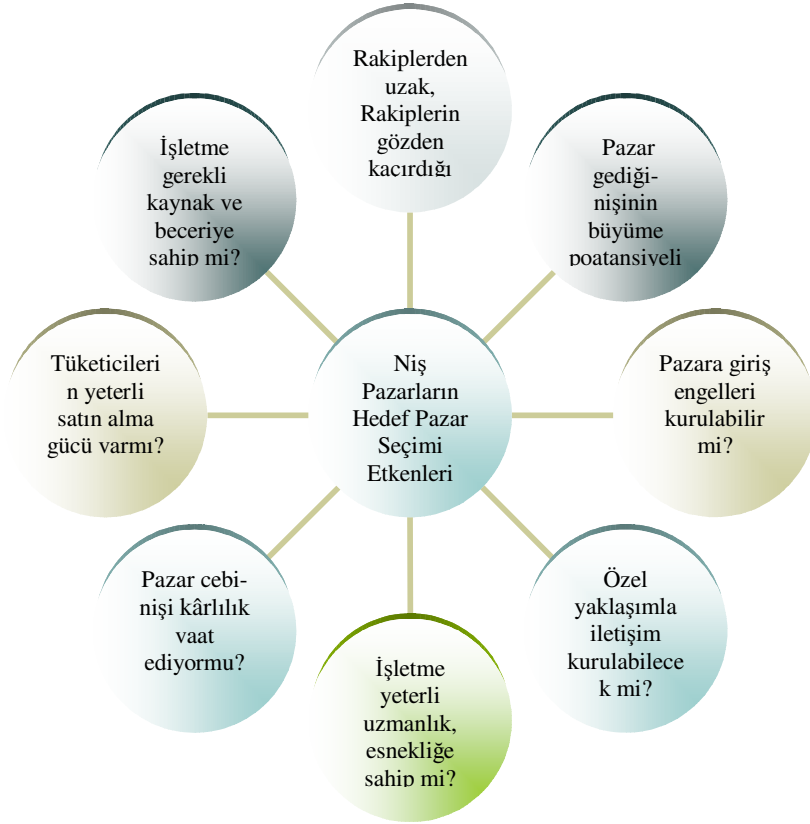 Rakiplerden
uzak,
Rakiplerin
gözden
kaçırdığı
Pazar
gediği-
nişinin
büyüme
poatansiyeli
Pazara giriş
engelleri
kurulabilir
mi?
Özel
yaklaşımla
iletişim
kurulabilece
k mi?
İşletme
yeterli
uzmanlık,
esnekliğe
sahip mi?
Pazar cebi-
nişi kârlılık
vaat
ediyormu?
Tüketicileri
n yeterli
satın alma
gücü varmı?
İşletme
gerekli
kaynak ve
beceriye
sahip mi?
Niş
Pazarların
Hedef Pazar
Seçimi
Etkenleri